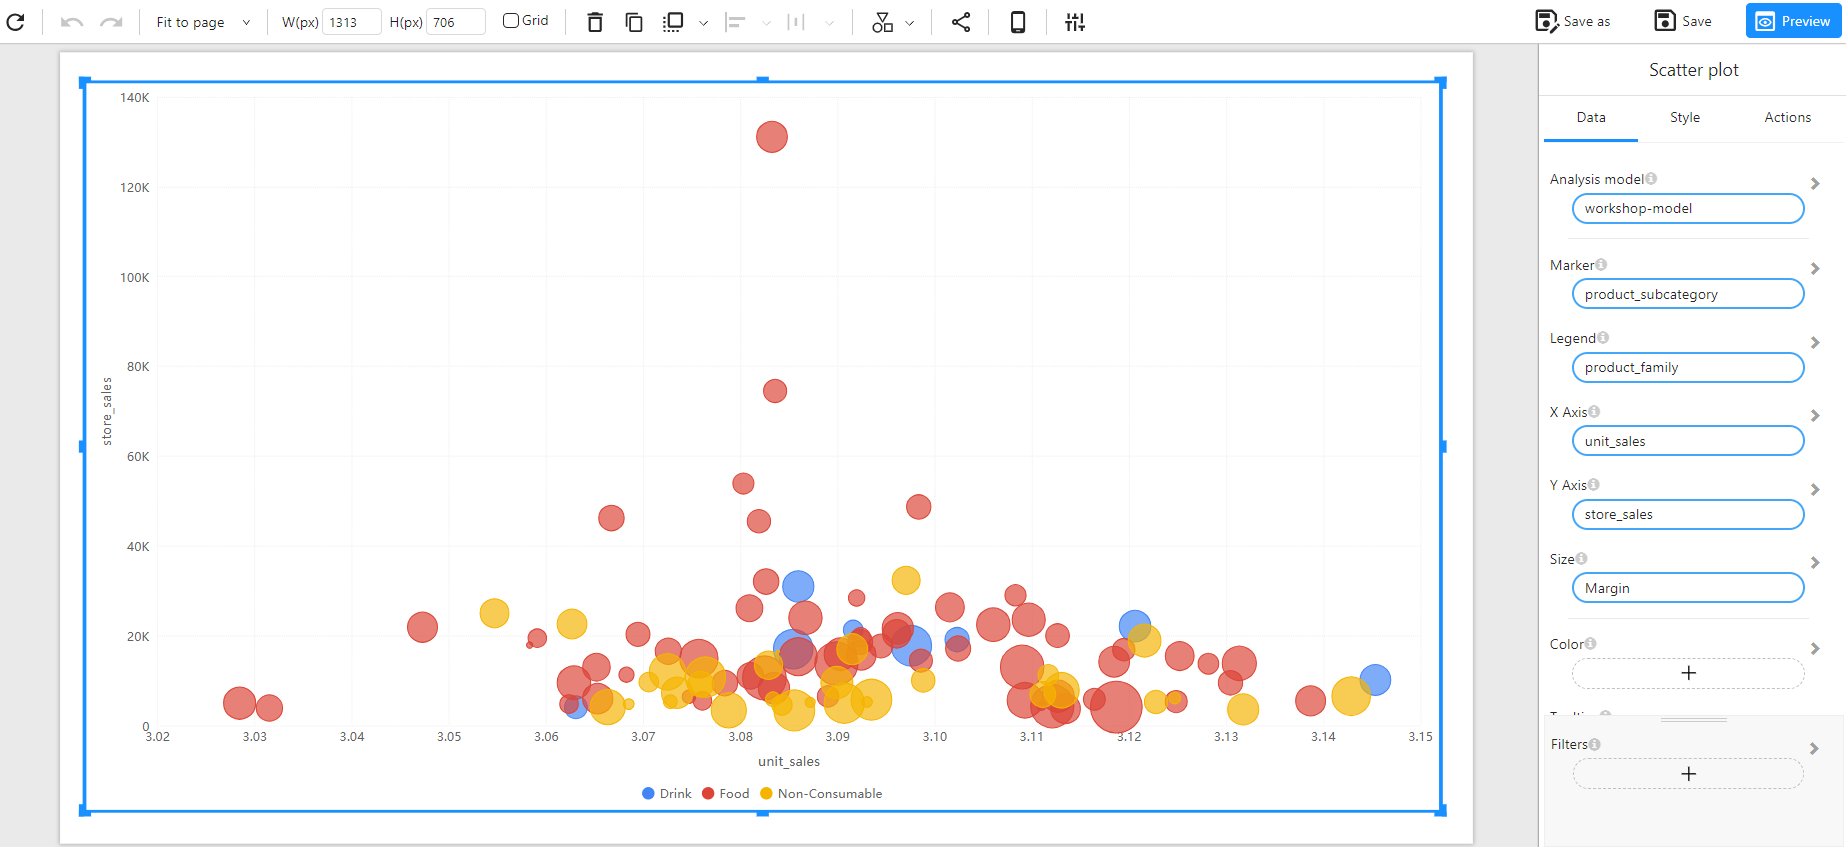 Fit to page W(px) 1313 H(px) 706 Grid Save as Save Preview
Scatter plot
Data Style Actions
Analysis model
workshop-model
Marker
product_subcategory
Legend
product_family
X Axis
unit_sales
Y Axis
store_sales
Size
Margin
Color
+
Filters
+
140K
120K
100K
80K
60K
40K
20K
0
store_sales
3.02 3.03 3.04 3.05 3.06 3.07 3.08 3.09 3.10 3.11 3.12 3.13 3.14 3.15
unit_sales
Drink Food Non-Consumable